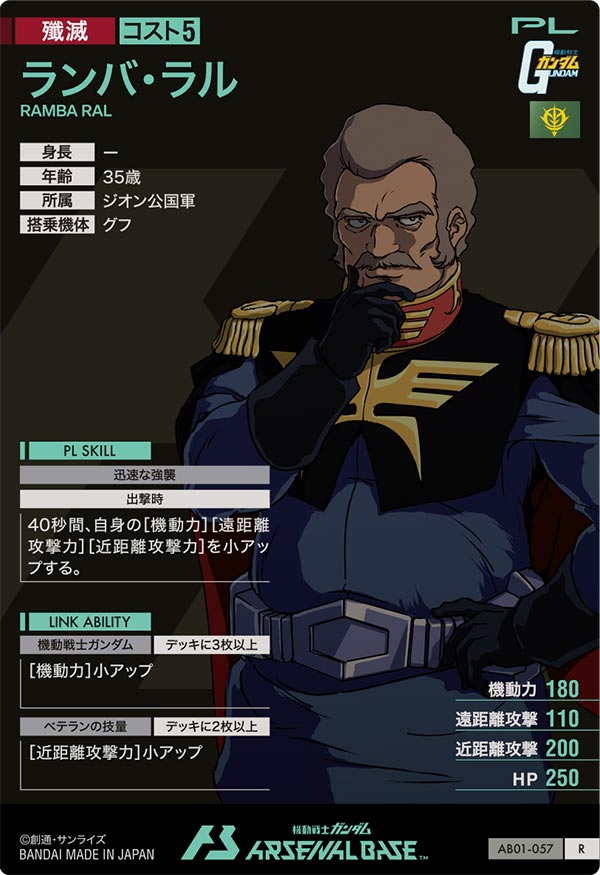 殲滅 コスト5
PL
ランバ・ラル
RAMBA RAL
機動戦士
ガンダム
GUNDAM
身長 ー
年齢 35歳
所属 ジオン公国軍
搭乗機体 グフ
PL SKILL
迅速な強襲
出撃時
40秒間、自身の[機動力][遠距離
攻撃力][近距離攻撃力]を小アッ
プする。
LINK ABILITY
機動戦士ガンダム デッキに3枚以上
[機動力]小アップ
ベテランの技量 デッキに2枚以上
[近距離攻撃力]小アップ
機動力 180
遠距離攻撃 110
近距離攻撃 200
HP 250
©創通・サンライズ
BANDAI MADE IN JAPAN
AB
機動戦士ガンダム
ARSENAL BASE™
AB01-057 R